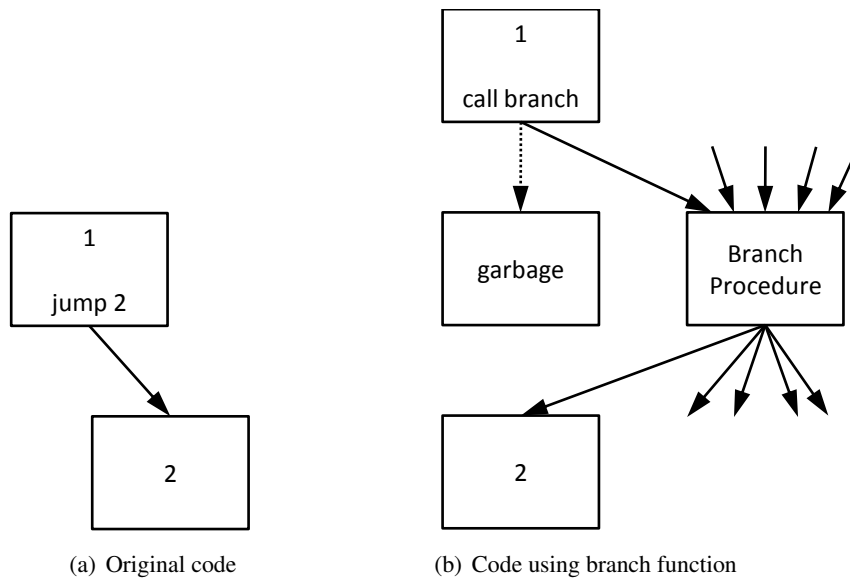 1
jump 2
2
(a) Original code
1
call branch
garbage
Branch
Procedure
2
(b) Code using branch function